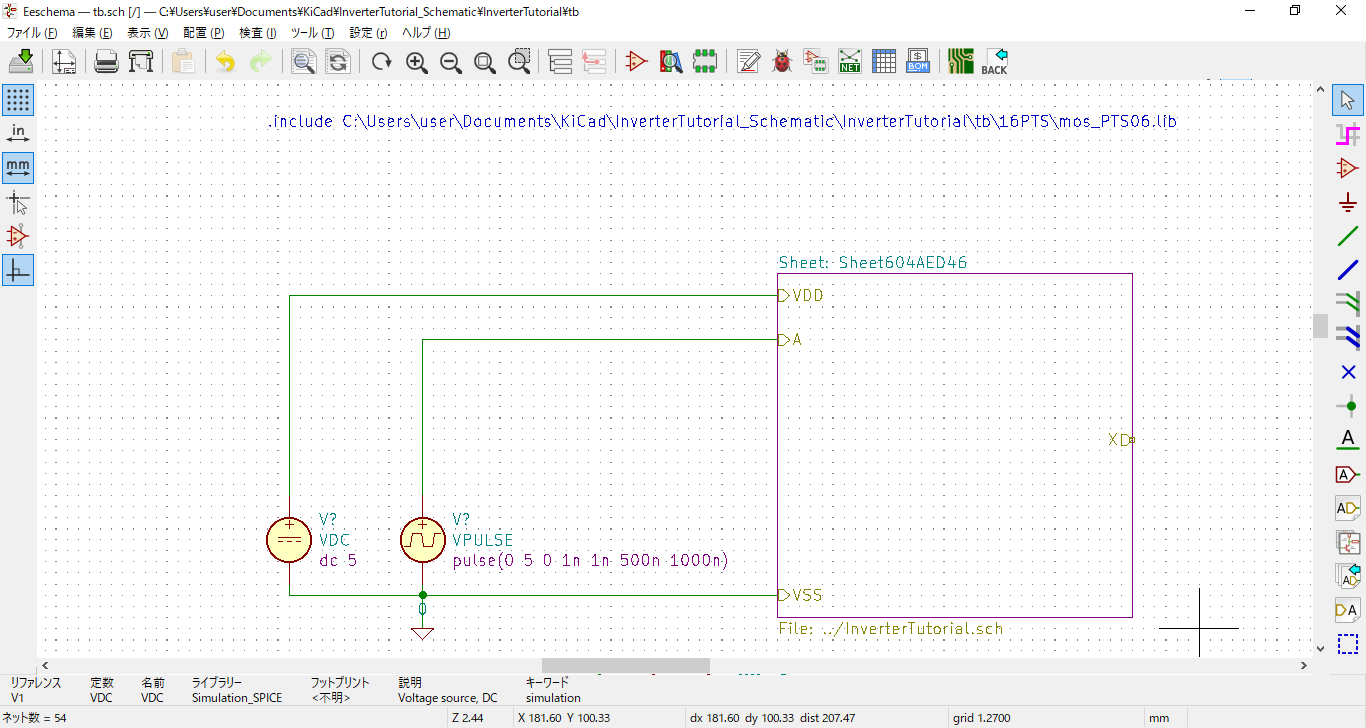 Eeschema — tb.sch [/] — C:¥Users¥user¥Documents¥KiCad¥InverterTutorial_Schematic¥InverterTutorial¥tb
ファイル (F) 編集 (E) 表示 (V) 配置 (P) 検査 (I) ツール (T) 設定 (r) ヘルプ (H)
NET $ BOM BACK
in
mm
.include C:\Users\user\Documents\KiCad\InverterTutorial_Schematic\InverterTutorial\tb\16PTS\mos_PTS06.lib
Sheet: Sheet604AED46
VDD
A
X
V?
VDC
dc 5
V?
VPULSE
pulse(0 5 0 1n 1n 500n 1000n)
VSS
0
File: ../InverterTutorial.sch
A
A
AD
AD
DA
リファレンス 定数 名前 ライブラリー フットプリント 説明 キーワード
V1 VDC VDC Simulation_SPICE <不明> Voltage source, DC simulation
ネット数 = 54 Z 2.44 X 181.60 Y 100.33 dx 181.60 dy 100.33 dist 207.47 grid 1.2700 mm